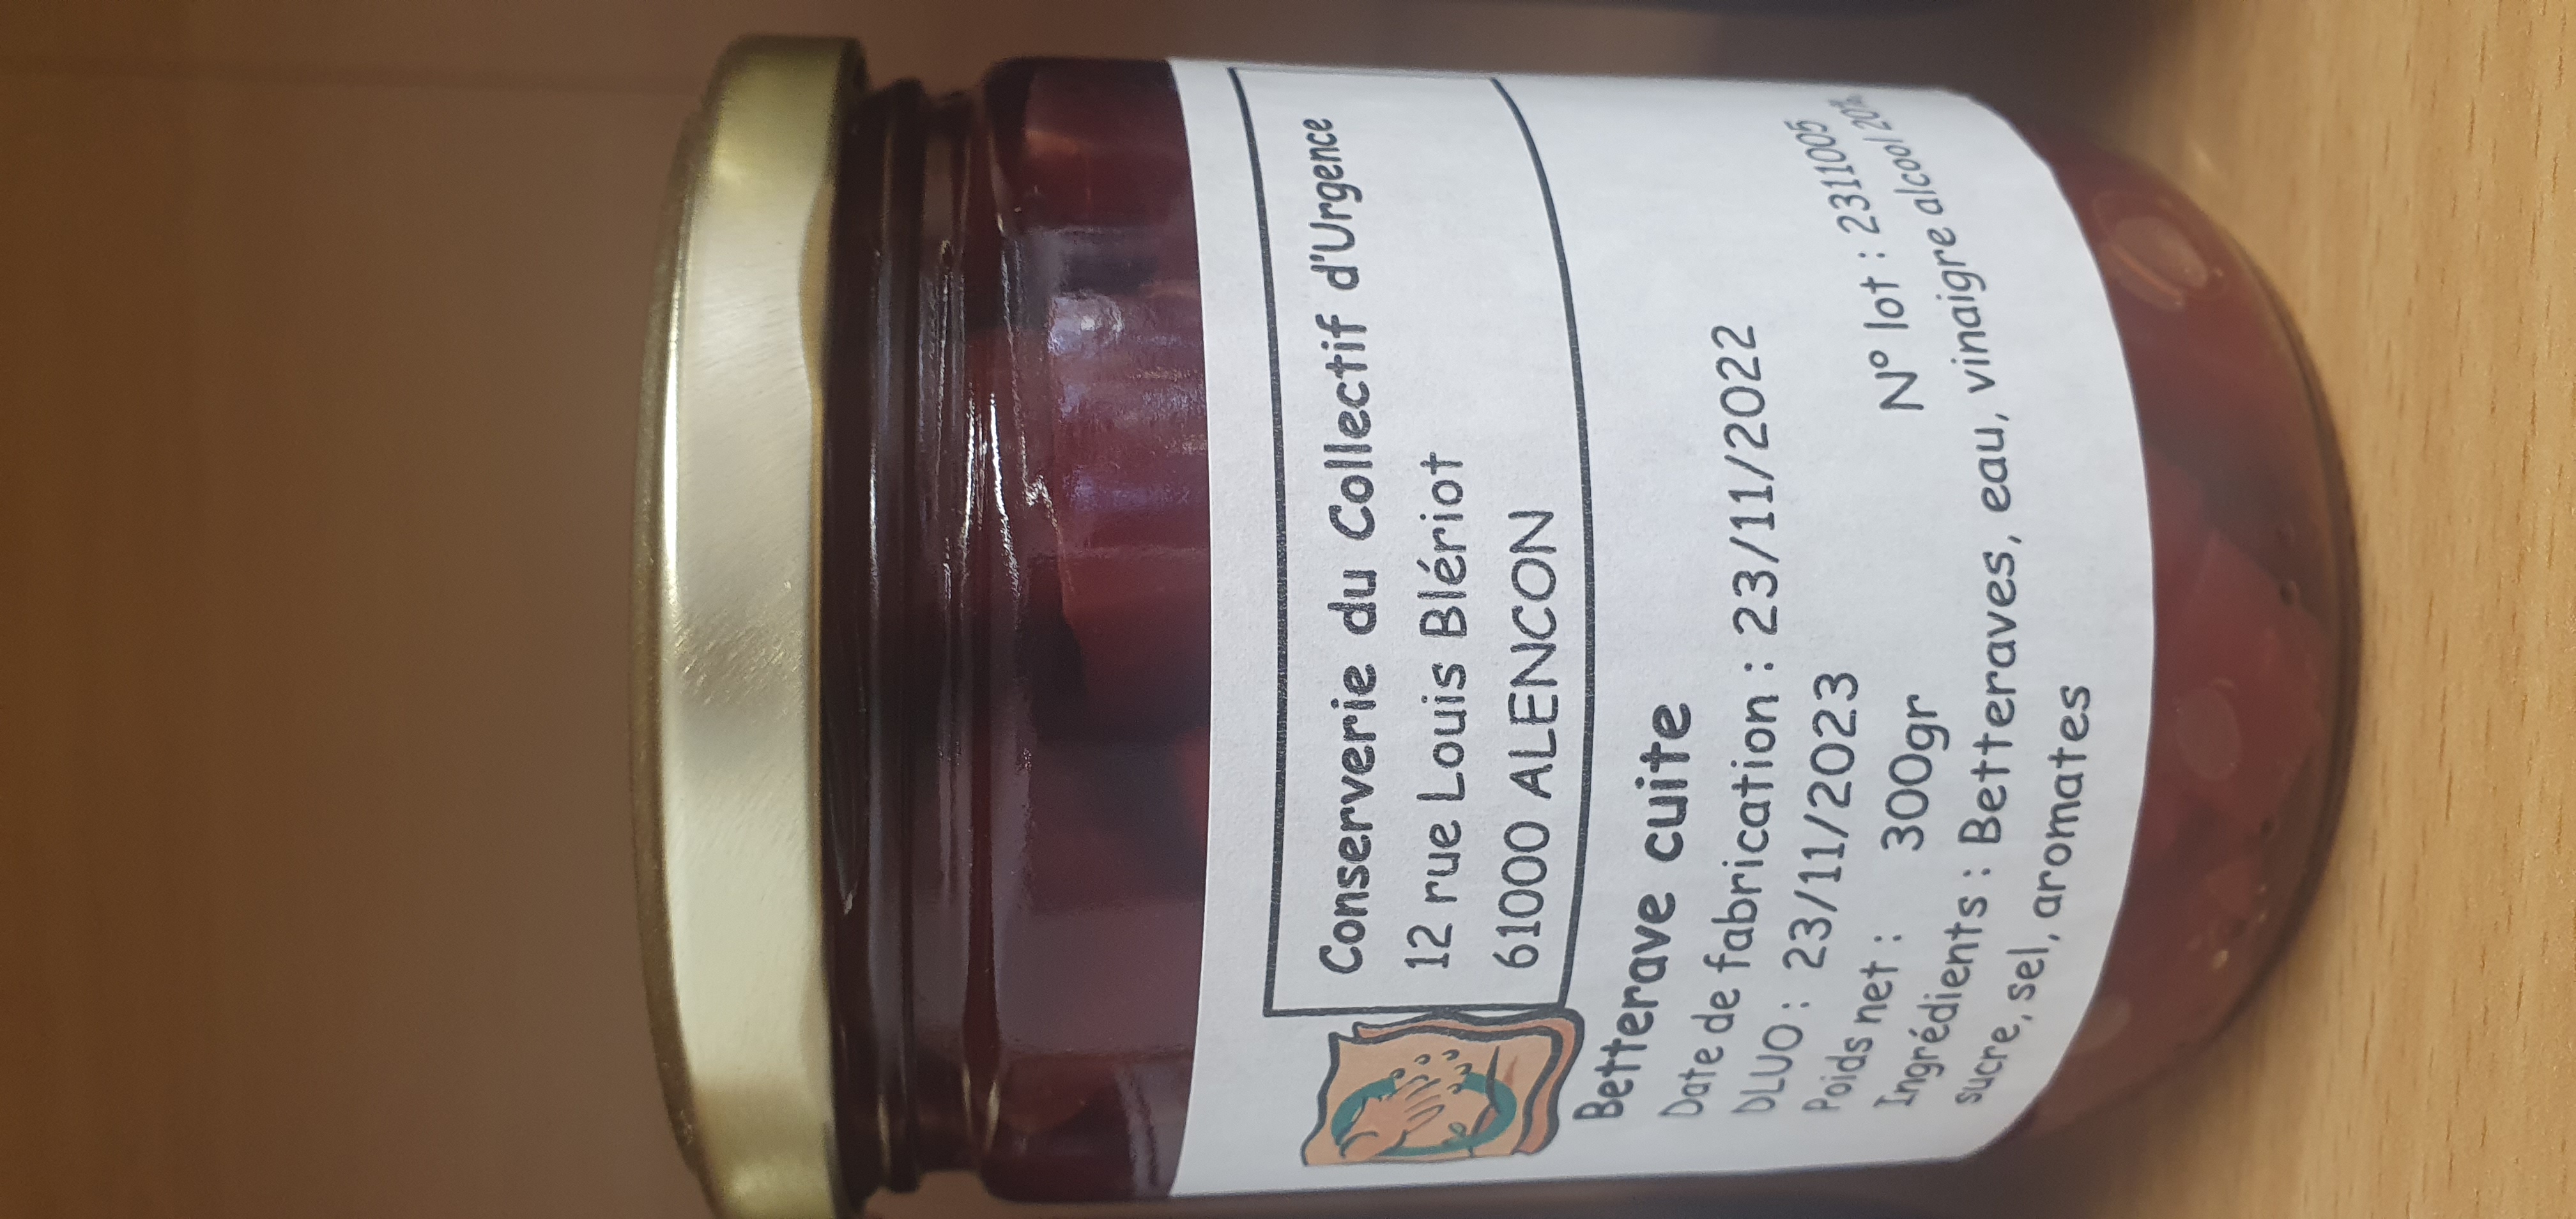 Conserverie du Collectif d'Urgence
12 rue Louis Blériot
61000 ALENCON
Betterave cuite
Date de fabrication : 23/11/2022
DLUO : 23/11/2023
Poids net : 300gr N° lot : 2311005
Ingrédients : Betteraves, eau, vinaigre alcool 20%,
sucre, sel, aromates